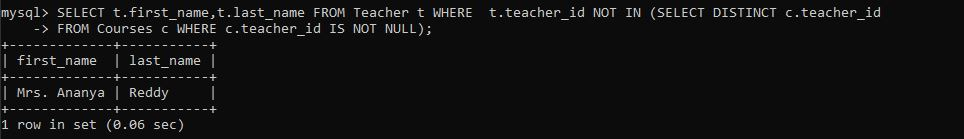 mysql> SELECT t.first_name,t.last_name FROM Teacher t WHERE  t.teacher_id NOT IN (SELECT DISTINCT c.teacher_id
    -> FROM Courses c WHERE c.teacher_id IS NOT NULL);
+-------------+-----------+
| first_name  | last_name |
+-------------+-----------+
| Mrs. Ananya | Reddy     |
+-------------+-----------+
1 row in set (0.06 sec)